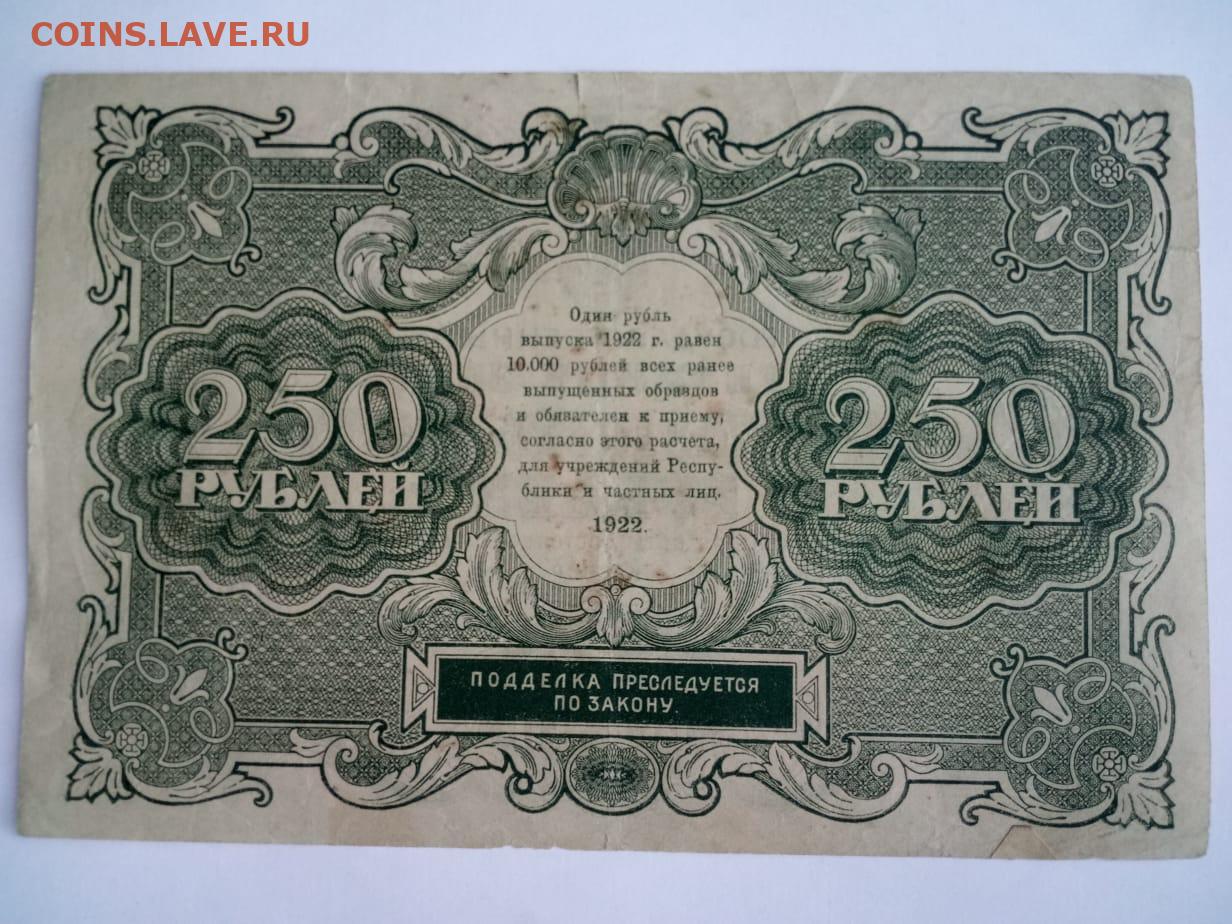 COINS.LAVE.RU
Один рубль
выпуска 1922 г. равен
10.000 рублей всех ранее
выпущенных образцов
и обязателен к приему,
согласно этого расчета,
для учреждений Респу-
блики и частных лиц.
1922.
250
РУБЛЕЙ
250
РУБЛЕЙ
ПОДДЕЛКА ПРЕСЛЕДУЕТСЯ
ПО ЗАКОНУ.